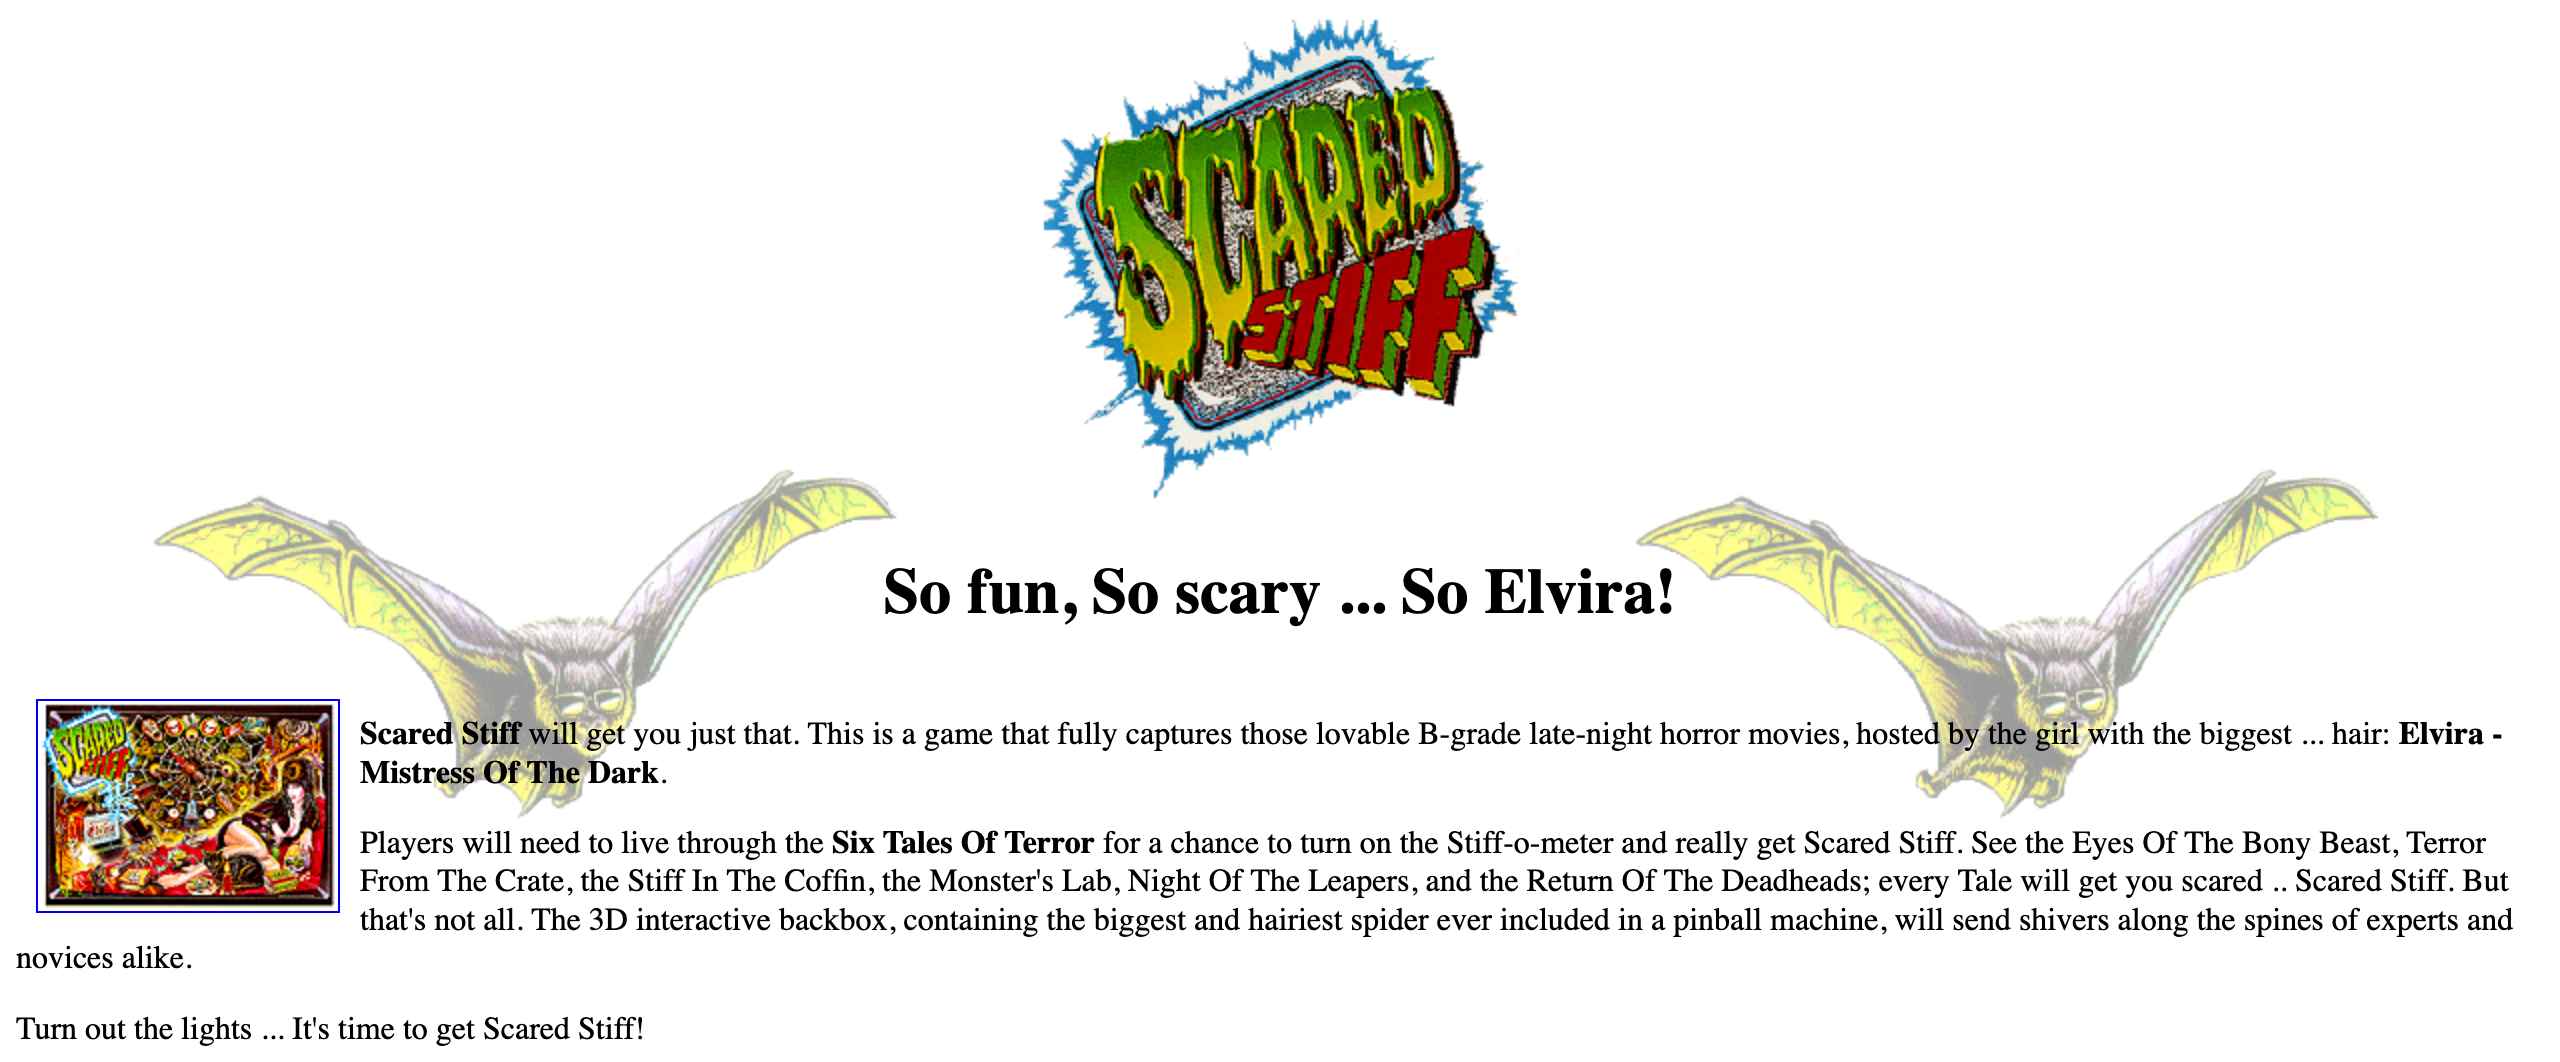 SCARED
STIFF
So fun, So scary ... So Elvira!
SCARED
STIFF
Scared Stiff will get you just that. This is a game that fully captures those lovable B-grade late-night horror movies, hosted by the girl with the biggest ... hair: Elvira -
Mistress Of The Dark.
Players will need to live through the Six Tales Of Terror for a chance to turn on the Stiff-o-meter and really get Scared Stiff. See the Eyes Of The Bony Beast, Terror
From The Crate, the Stiff In The Coffin, the Monster's Lab, Night Of The Leapers, and the Return Of The Deadheads; every Tale will get you scared .. Scared Stiff. But
that's not all. The 3D interactive backbox, containing the biggest and hairiest spider ever included in a pinball machine, will send shivers along the spines of experts and
novices alike.
Turn out the lights ... It's time to get Scared Stiff!